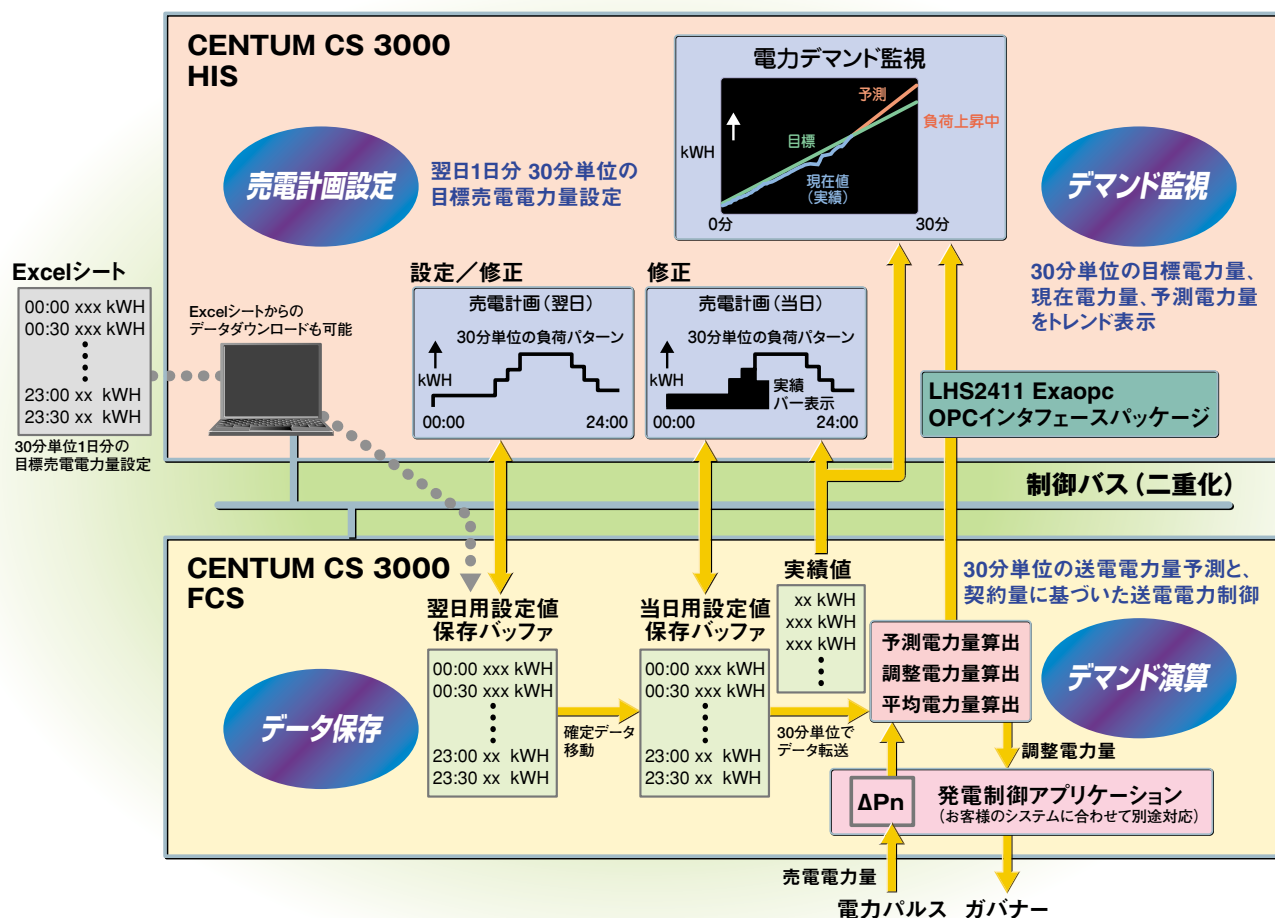 CENTUM CS 3000
HIS
電力デマンド監視
予測
負荷上昇中
目標
kWH
現在値
(実績)
0分
30分
売電計画設定
翌日1日分 30分単位の
目標売電電力量設定
デマンド監視
30分単位の目標電力量、
現在電力量、予測電力量
をトレンド表示
Excelシート
00:00 xxx kWH
00:30 xxx kWH
23:00 xx kWH
23:30 xx kWH
30分単位1日分の
目標売電電力量設定
Excelシートからの
データダウンロードも可能
設定／修正
売電計画(翌日)
30分単位の負荷パターン
kWH
00:00
24:00
修正
売電計画(当日)
30分単位の負荷パターン
kWH
実績
バー表示
00:00
24:00
LHS2411 Exaopc
OPCインタフェースパッケージ
制御バス(二重化)
CENTUM CS 3000
FCS
翌日用設定値
保存バッファ
00:00 xxx kWH
00:30 xxx kWH
23:00 xx kWH
23:30 xx kWH
データ保存
確定データ
移動
当日用設定値
保存バッファ
00:00 xxx kWH
00:30 xxx kWH
23:00 xx kWH
23:30 xx kWH
実績値
xx kWH
xxx kWH
xxx kWH
30分単位で
データ転送
30分単位の送電電力量予測と、
契約量に基づいた送電電力制御
予測電力量算出
調整電力量算出
平均電力量算出
デマンド演算
調整電力量
ΔPn
発電制御アプリケーション
(お客様のシステムに合わせて別途対応)
売電電力量
電力パルス
ガバナー